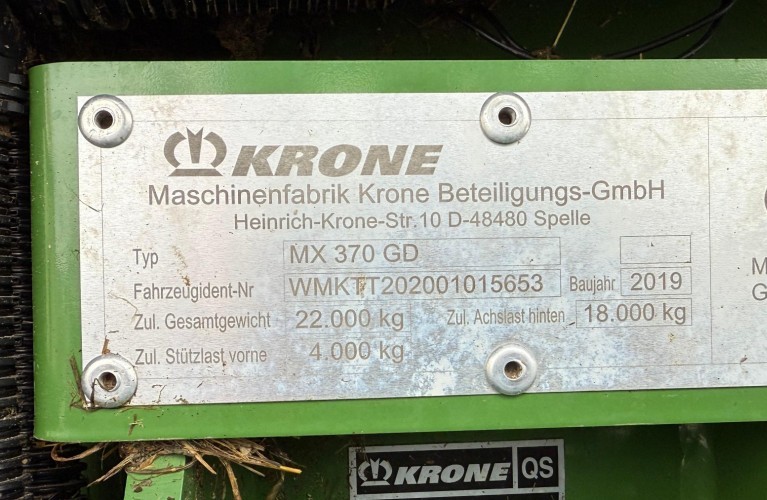 KRONE
Maschinenfabrik Krone Beteiligungs-GmbH
Heinrich-Krone-Str.10 D-48480 Spelle
Typ MX 370 GD
Fahrzeugident-Nr WMKTT202001015653 Baujahr 2019
Zul. Gesamtgewicht 22.000 kg Zul. Achslast hinten 18.000 kg
Zul. Stützlast vorne 4.000 kg
KRONE QS